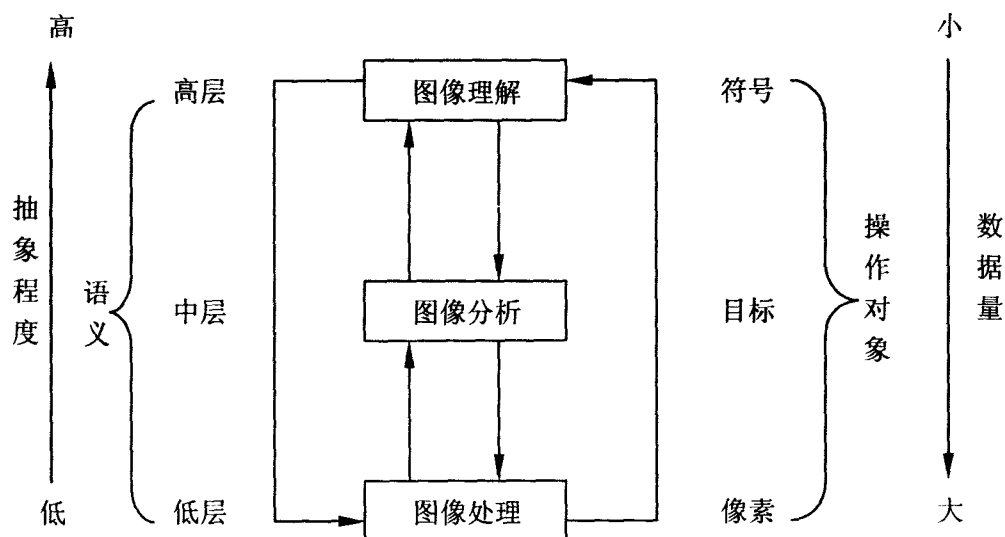 高
小
高层
图像理解
符号
抽象程度
语义
中层
图像分析
目标
操作对象
数据量
低
低层
图像处理
像素
大